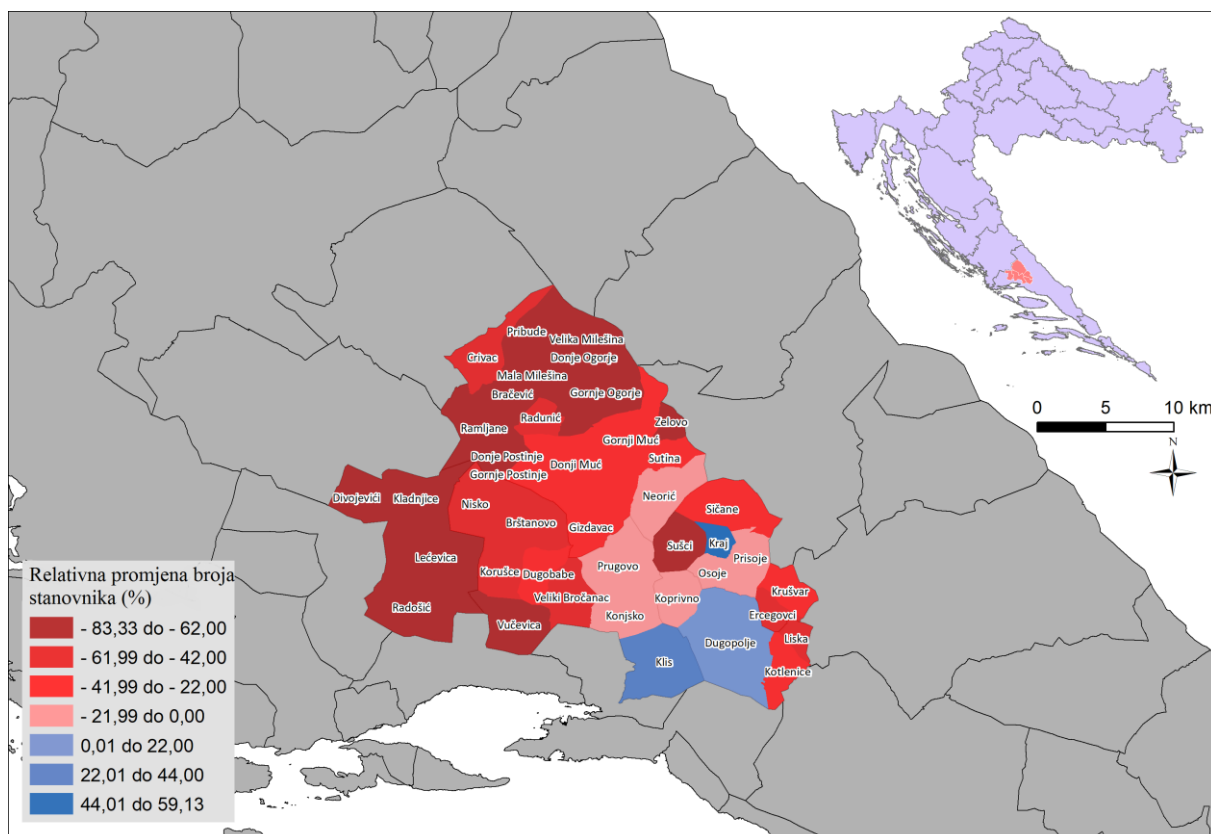 0 5 10 km
N
Pribude
Velika Milešina
Crivac
Donje Ogorje
Mala Milešina
Bračević
Gornje Ogorje
Radunić
Zelovo
Ramljane
Gornji Muć
Donje Postinje
Donji Muć
Sutina
Gornje Postinje
Neorić
Divojevići
Kladnjice
Nisko
Sičane
Brštanovo
Gizdavac
Sušci
Kraj
Lećevica
Prugovo
Prisoje
Korušce
Dugobabe
Osoje
Krušvar
Veliki Bročanac
Koprivno
Radošić
Konjsko
Ercegovci
Vučevica
Dugopolje
Liska
Klis
Kotlenice
Relativna promjena broja
stanovnika (%)
- 83,33 do - 62,00
- 61,99 do - 42,00
- 41,99 do - 22,00
- 21,99 do 0,00
0,01 do 22,00
22,01 do 44,00
44,01 do 59,13